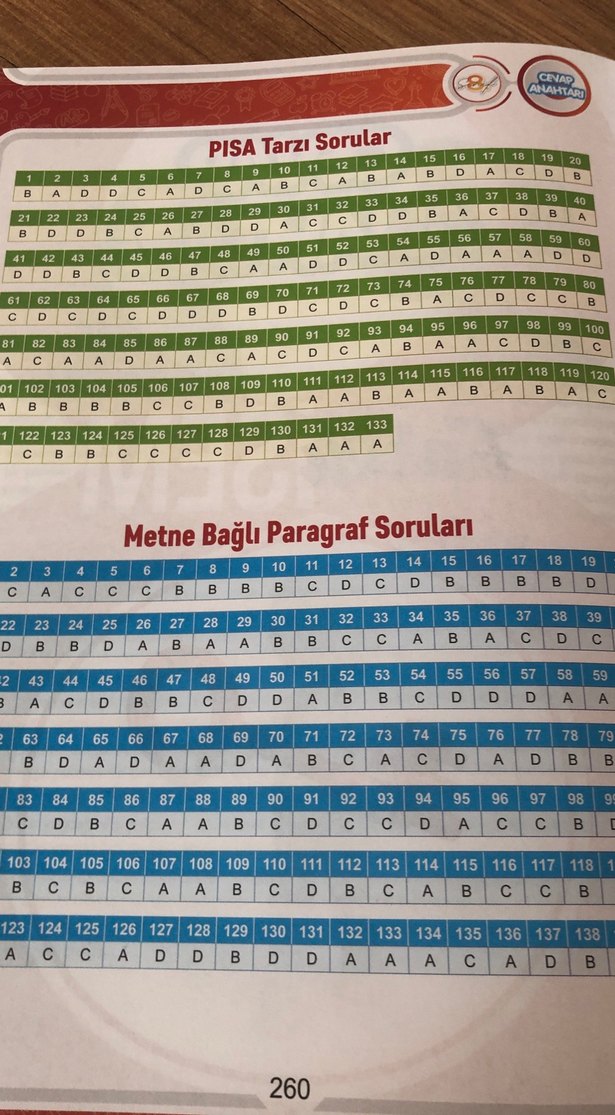 8
CEVAP
ANAHTARI
PISA Tarzı Sorular
1 2 3 4 5 6 7 8 9 10 11 12 13 14 15 16 17 18 19 20
B A D D C A D C A B C A B A B D A C D B
21 22 23 24 25 26 27 28 29 30 31 32 33 34 35 36 37 38 39 40
B D D B C A B D D A C C D D B A C D B A
41 42 43 44 45 46 47 48 49 50 51 52 53 54 55 56 57 58 59 60
D D B C D D B C A A D D C A D A A A D D
61 62 63 64 65 66 67 68 69 70 71 72 73 74 75 76 77 78 79 80
C D C D C D D D B D C D C B A C D C C B
81 82 83 84 85 86 87 88 89 90 91 92 93 94 95 96 97 98 99 100
A C A A D A A C A C D C A B A A C D B C
01 102 103 104 105 106 107 108 109 110 111 112 113 114 115 116 117 118 119 120
A B B B B C C B D B A A B A A B A B A C
1 122 123 124 125 126 127 128 129 130 131 132 133
C B B C C C C D B A A A
Metne Bağlı Paragraf Soruları
2 3 4 5 6 7 8 9 10 11 12 13 14 15 16 17 18 19
C A C C C B B B B C D C D B B B B D
22 23 24 25 26 27 28 29 30 31 32 33 34 35 36 37 38 39
D B B D A B A A B B C C A B A C D C
2 43 44 45 46 47 48 49 50 51 52 53 54 55 56 57 58 59
B A C D B B C D D A B B C D D D A A
2 63 64 65 66 67 68 69 70 71 72 73 74 75 76 77 78 79
B D A D A A D A B C A C D A D B B
83 84 85 86 87 88 89 90 91 92 93 94 95 96 97 98
C D B C A A B C D C C D A C C B
103 104 105 106 107 108 109 110 111 112 113 114 115 116 117 118 1
B C B C A A B C D B C A B C C B
123 124 125 126 127 128 129 130 131 132 133 134 135 136 137 138
A C C A D D B D D A A A C A D B
260